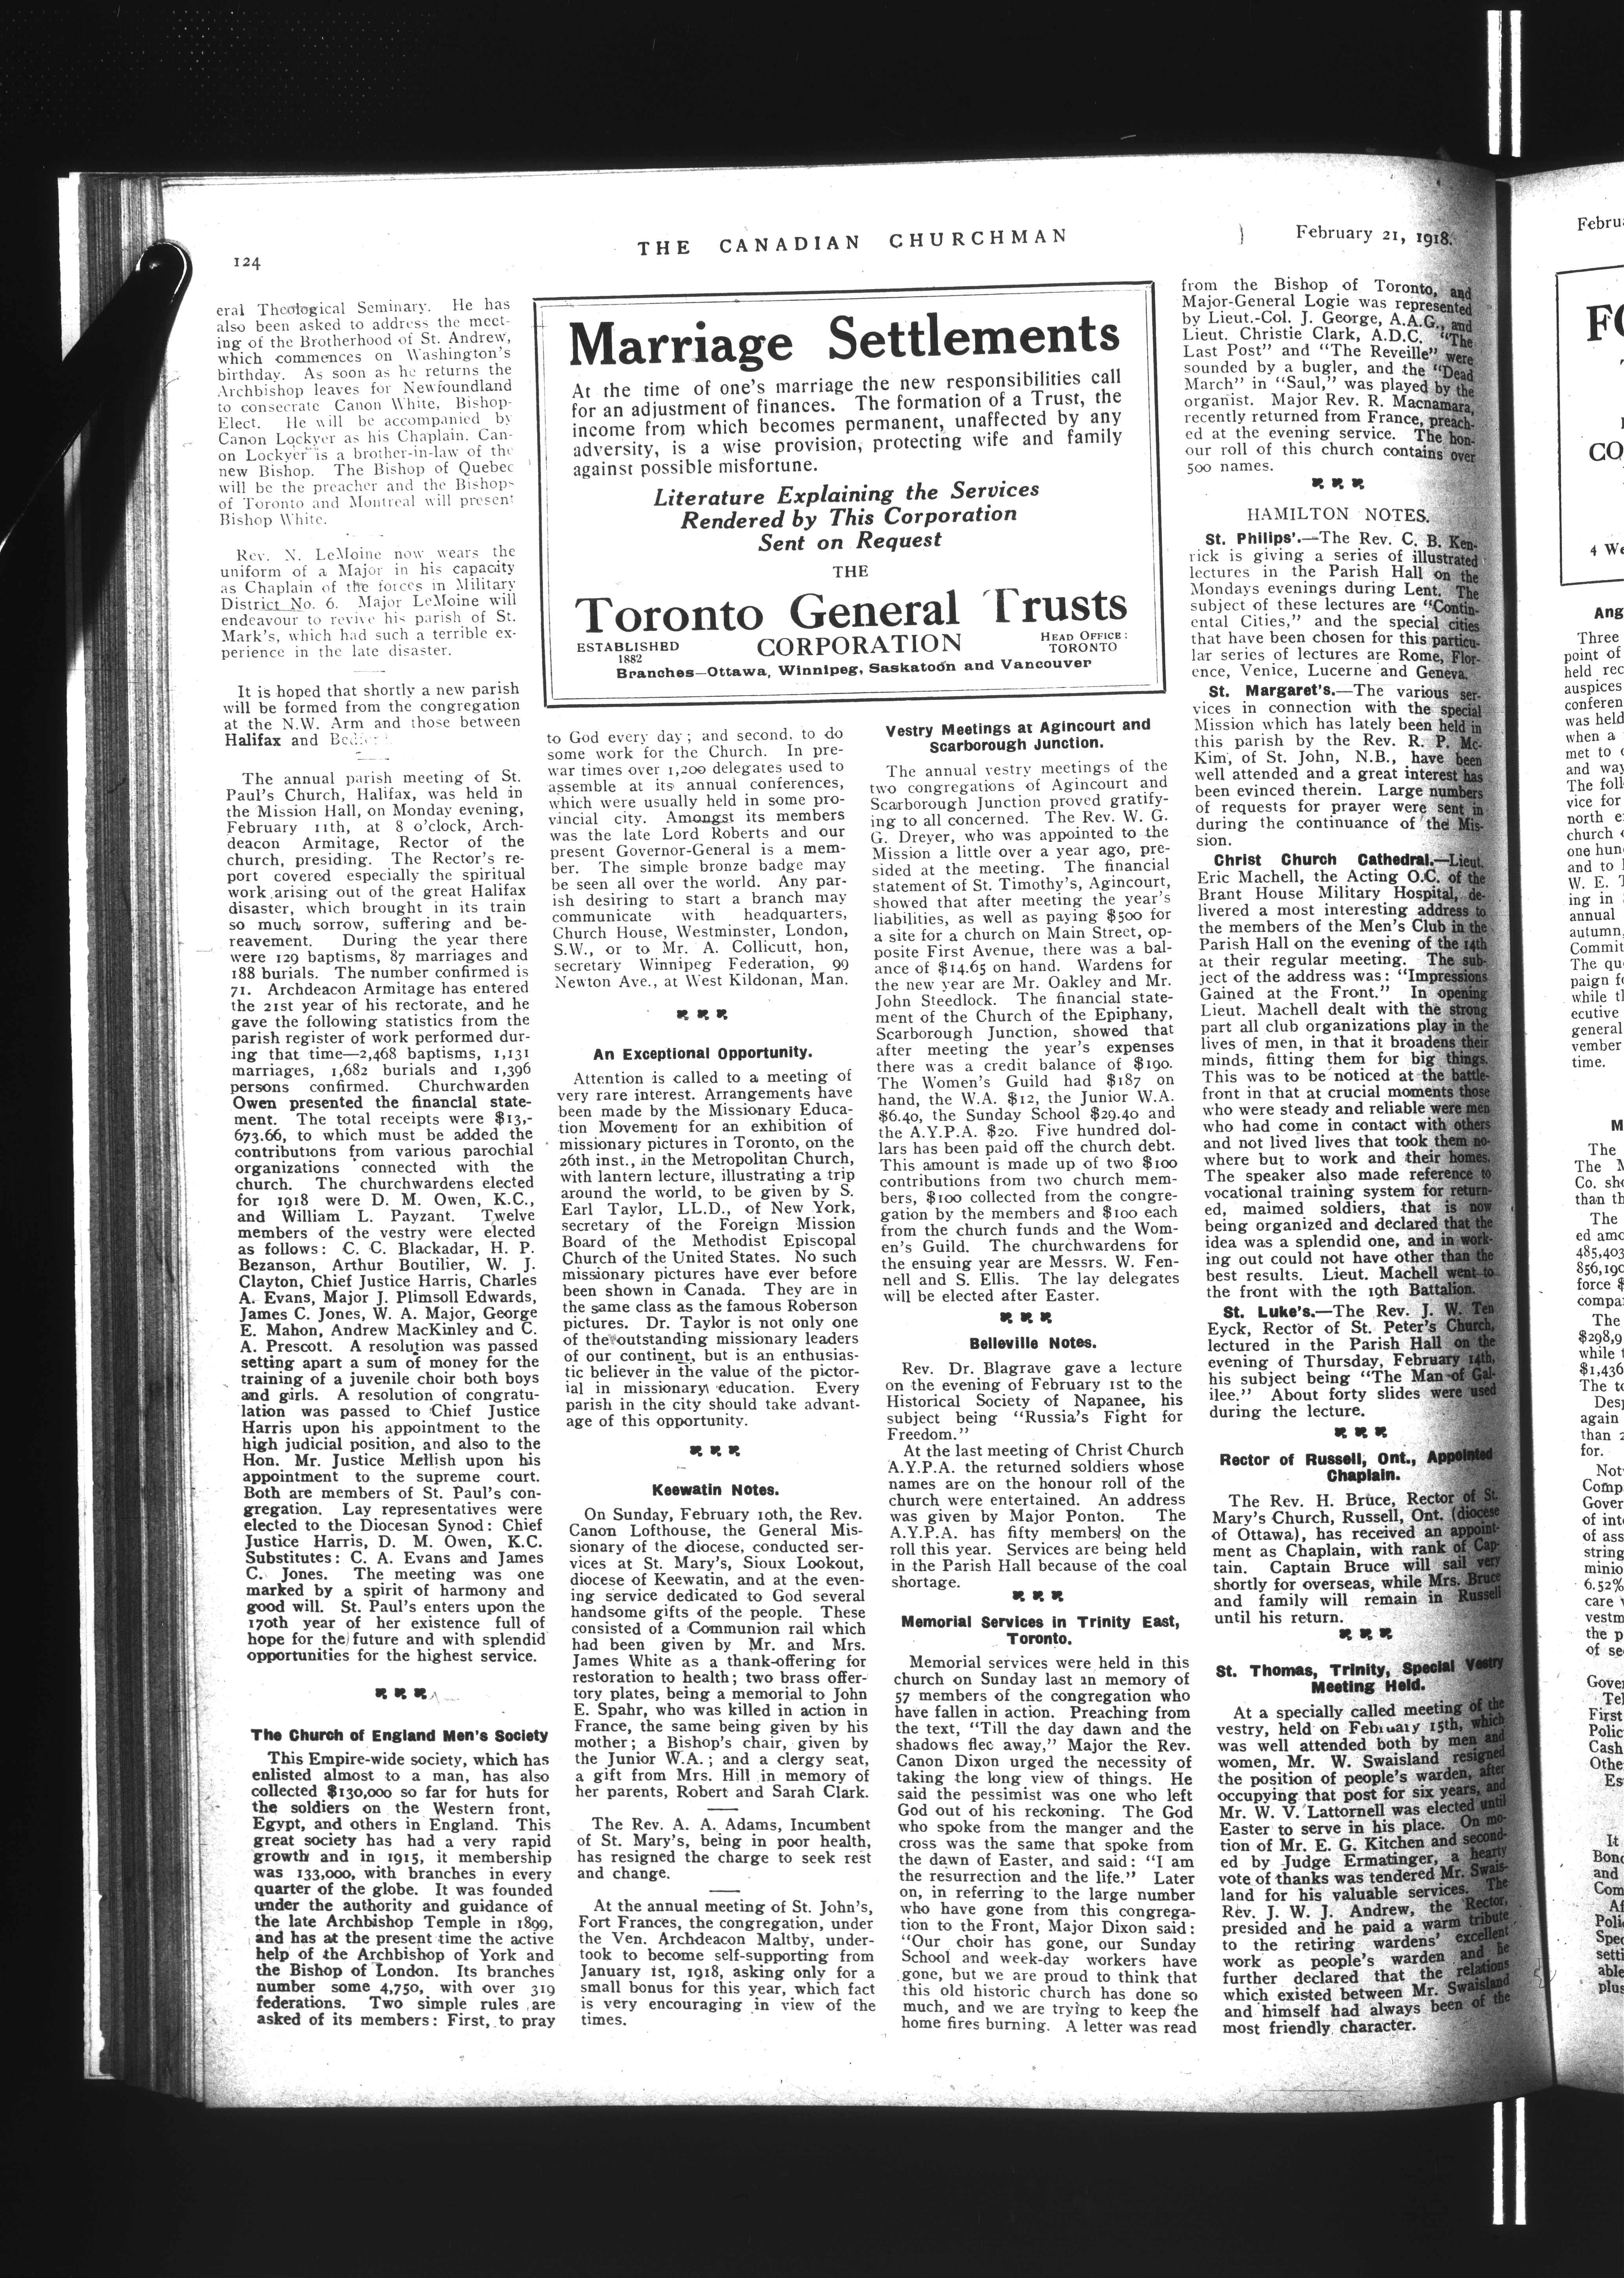 124
THE CANADIAN CHURCHMAN
February 21, 1918.
eral Theological Seminary. He has
also been asked to address the meet-
ing of the Brotherhood of St. Andrew,
which commences on Washington's
birthday. As soon as he returns the
Archbishop leaves for Newfoundland
to consecrate Canon White, Bishop-
Elect. He will be accompanied by
Canon Lockyer as his Chaplain. Can-
on Lockyer is a brother-in-law of the
new Bishop. The Bishop of Quebec
will be the preacher and the Bishops
of Toronto and Montreal will present
Bishop White.
Rev. N. LeMoine now wears the
uniform of a Major in his capacity
as Chaplain of the forces in Military
District No. 6. Major LeMoine will
endeavour to revive his parish of St.
Mark's, which had such a terrible ex-
perience in the late disaster.
It is hoped that shortly a new parish
will be formed from the congregation
at the N.W. Arm and those between
Halifax and
The annual parish meeting of St.
Paul's Church, Halifax, was held in
the Mission Hall, on Monday evening,
February 11th, at 8 o'clock, Arch-
deacon Armitage, Rector of the
church, presiding. The Rector's re-
port covered especially the spiritual
work arising out of the great Halifax
disaster, which brought in its train
so much sorrow, suffering and be-
reavement. During the year there
were 129 baptisms, 87 marriages and
188 burials. The number confirmed is
71. Archdeacon Armitage has entered
the 21st year of his rectorate, and he
gave the following statistics from the
parish register of work performed dur-
ing that time—2,468 baptisms, 1,131
marriages, 1,682 burials and 1,396
persons confirmed. Churchwarden
Owen presented the financial state-
ment. The total receipts were $13,-
673.66, to which must be added the
contributions from various parochial
organizations connected with the
church. The churchwardens elected
for 1918 were D. M. Owen, K.C.,
and William L. Payzant. Twelve
members of the vestry were elected
as follows: C. C. Blackadar, H. P.
Bezanson, Arthur Boutilier, W. J.
Clayton, Chief Justice Harris, Charles
A. Evans, Major J. Plimsoll Edwards,
James C. Jones, W. A. Major, George
E. Mahon, Andrew MacKinley and C.
A. Prescott. A resolution was passed
setting apart a sum of money for the
training of a juvenile choir both boys
and girls. A resolution of congratu-
lation was passed to Chief Justice
Harris upon his appointment to the
high judicial position, and also to the
Hon. Mr. Justice Mellish upon his
appointment to the supreme court.
Both are members of St. Paul's con-
gregation. Lay representatives were
elected to the Diocesan Synod: Chief
Justice Harris, D. M. Owen, K.C.
Substitutes: C. A. Evans and James
C. Jones. The meeting was one
marked by a spirit of harmony and
good will. St. Paul's enters upon the
170th year of her existence full of
hope for the future and with splendid
opportunities for the highest service.
The Church of England Men's Society
This Empire-wide society, which has
enlisted almost to a man, has also
collected $130,000 so far for huts for
the soldiers on the Western front,
Egypt, and others in England. This
great society has had a very rapid
growth and in 1915, it membership
was 133,000, with branches in every
quarter of the globe. It was founded
under the authority and guidance of
the late Archbishop Temple in 1899,
and has at the present time the active
help of the Archbishop of York and
the Bishop of London. Its branches
number some 4,750, with over 319
federations. Two simple rules are
asked of its members: First, to pray
Marriage Settlements
At the time of one's marriage the new responsibilities call
for an adjustment of finances. The formation of a Trust, the
income from which becomes permanent, unaffected by any
adversity, is a wise provision, protecting wife and family
against possible misfortune.
Literature Explaining the Services
Rendered by This Corporation
Sent on Request
THE
Toronto General Trusts
ESTABLISHED 1882
CORPORATION
HEAD OFFICE: TORONTO
Branches—Ottawa, Winnipeg, Saskatoon and Vancouver
to God every day; and second, to do
some work for the Church. In pre-
war times over 1,200 delegates used to
assemble at its annual conferences,
which were usually held in some pro-
vincial city. Amongst its members
was the late Lord Roberts and our
present Governor-General is a mem-
ber. The simple bronze badge may
be seen all over the world. Any par-
ish desiring to start a branch may
communicate with headquarters,
Church House, Westminster, London,
S.W., or to Mr. A. Collicutt, hon,
secretary Winnipeg Federation, 99
Newton Ave., at West Kildonan, Man.
An Exceptional Opportunity.
Attention is called to a meeting of
very rare interest. Arrangements have
been made by the Missionary Educa-
tion Movement for an exhibition of
missionary pictures in Toronto, on the
26th inst., in the Metropolitan Church,
with lantern lecture, illustrating a trip
around the world, to be given by S.
Earl Taylor, LL.D., of New York,
secretary of the Foreign Mission
Board of the Methodist Episcopal
Church of the United States. No such
missionary pictures have ever before
been shown in Canada. They are in
the same class as the famous Roberson
pictures. Dr. Taylor is not only one
of the outstanding missionary leaders
of our continent, but is an enthusias-
tic believer in the value of the pictor-
ial in missionary education. Every
parish in the city should take advant-
age of this opportunity.
Keewatin Notes.
On Sunday, February 10th, the Rev.
Canon Lofthouse, the General Mis-
sionary of the diocese, conducted ser-
vices at St. Mary's, Sioux Lookout,
diocese of Keewatin, and at the even-
ing service dedicated to God several
handsome gifts of the people. These
consisted of a Communion rail which
had been given by Mr. and Mrs.
James White as a thank-offering for
restoration to health; two brass offer-
tory plates, being a memorial to John
E. Spahr, who was killed in action in
France, the same being given by his
mother; a Bishop's chair, given by
the Junior W.A.; and a clergy seat,
a gift from Mrs. Hill in memory of
her parents, Robert and Sarah Clark.
The Rev. A. A. Adams, Incumbent
of St. Mary's, being in poor health,
has resigned the charge to seek rest
and change.
At the annual meeting of St. John's,
Fort Frances, the congregation, under
the Ven. Archdeacon Maltby, under-
took to become self-supporting from
January 1st, 1918, asking only for a
small bonus for this year, which fact
is very encouraging in view of the
times.
Vestry Meetings at Agincourt and
Scarborough Junction.
The annual vestry meetings of the
two congregations of Agincourt and
Scarborough Junction proved gratify-
ing to all concerned. The Rev. W. G.
G. Dreyer, who was appointed to the
Mission a little over a year ago, pre-
sided at the meeting. The financial
statement of St. Timothy's, Agincourt,
showed that after meeting the year's
liabilities, as well as paying $500 for
a site for a church on Main Street, op-
posite First Avenue, there was a bal-
ance of $14.65 on hand. Wardens for
the new year are Mr. Oakley and Mr.
John Steedlock. The financial state-
ment of the Church of the Epiphany,
Scarborough Junction, showed that
after meeting the year's expenses
there was a credit balance of $190.
The Women's Guild had $187 on
hand, the W.A. $12, the Junior W.A.
$6.40, the Sunday School $29.40 and
the A.Y.P.A. $20. Five hundred dol-
lars has been paid off the church debt.
This amount is made up of two $100
contributions from two church mem-
bers, $100 collected from the congre-
gation by the members and $100 each
from the church funds and the Wom-
en's Guild. The churchwardens for
the ensuing year are Messrs. W. Fen-
nell and S. Ellis. The lay delegates
will be elected after Easter.
Belleville Notes.
Rev. Dr. Blagrave gave a lecture
on the evening of February 1st to the
Historical Society of Napanee, his
subject being "Russia's Fight for
Freedom."
At the last meeting of Christ Church
A.Y.P.A. the returned soldiers whose
names are on the honour roll of the
church were entertained. An address
was given by Major Ponton. The
A.Y.P.A. has fifty members on the
roll this year. Services are being held
in the Parish Hall because of the coal
shortage.
Memorial Services in Trinity East,
Toronto.
Memorial services were held in this
church on Sunday last in memory of
57 members of the congregation who
have fallen in action. Preaching from
the text, "Till the day dawn and the
shadows flee away," Major the Rev.
Canon Dixon urged the necessity of
taking the long view of things. He
said the pessimist was one who left
God out of his reckoning. The God
who spoke from the manger and the
cross was the same that spoke from
the dawn of Easter, and said: "I am
the resurrection and the life." Later
on, in referring to the large number
who have gone from this congrega-
tion to the Front, Major Dixon said:
"Our choir has gone, our Sunday
School and week-day workers have
gone, but we are proud to think that
this old historic church has done so
much, and we are trying to keep the
home fires burning. A letter was read
from the Bishop of Toronto, and
Major-General Logie was represented
by Lieut.-Col. J. George, A.A.G., and
Lieut. Christie Clark, A.D.C. "The
Last Post" and "The Reveille" were
sounded by a bugler, and the "Dead
March" in "Saul," was played by the
organist. Major Rev. R. Macnamara,
recently returned from France, preach-
ed at the evening service. The hon-
our roll of this church contains over
500 names.
HAMILTON NOTES.
St. Philips'.—The Rev. C. B. Ken-
rick is giving a series of illustrated
lectures in the Parish Hall on the
Mondays evenings during Lent. The
subject of these lectures are "Contin-
ental Cities," and the special cities
that have been chosen for this particu-
lar series of lectures are Rome, Flor-
ence, Venice, Lucerne and Geneva.
St. Margaret's.—The various ser-
vices in connection with the special
Mission which has lately been held in
this parish by the Rev. R. P. Mc-
Kim, of St. John, N.B., have been
well attended and a great interest has
been evinced therein. Large numbers
of requests for prayer were sent in
during the continuance of the Mis-
sion.
Christ Church Cathedral.—Lieut.
Eric Machell, the Acting O.C. of the
Brant House Military Hospital, de-
livered a most interesting address to
the members of the Men's Club in the
Parish Hall on the evening of the 14th
at their regular meeting. The sub-
ject of the address was: "Impressions
Gained at the Front." In opening
Lieut. Machell dealt with the strong
part all club organizations play in the
lives of men, in that it broadens their
minds, fitting them for big things.
This was to be noticed at the battle-
front in that at crucial moments those
who were steady and reliable were men
who had come in contact with others
and not lived lives that took them no-
where but to work and their homes.
The speaker also made reference to
vocational training system for return-
ed, maimed soldiers, that is now
being organized and declared that the
idea was a splendid one, and in work-
ing out could not have other than the
best results. Lieut. Machell went to
the front with the 19th Battalion.
St. Luke's.—The Rev. J. W. Ten
Eyck, Rector of St. Peter's Church,
lectured in the Parish Hall on the
evening of Thursday, February 14th,
his subject being "The Man of Gal-
ilee." About forty slides were used
during the lecture.
Rector of Russell, Ont., Appointed
Chaplain.
The Rev. H. Bruce, Rector of St.
Mary's Church, Russell, Ont. (diocese
of Ottawa), has received an appoint-
ment as Chaplain, with rank of Cap-
tain. Captain Bruce will sail very
shortly for overseas, while Mrs. Bruce
and family will remain in Russell
until his return.
St. Thomas, Trinity, Special Vestry
Meeting Held.
At a specially called meeting of the
vestry, held on February 15th, which
was well attended both by men and
women, Mr. W. Swaisland resigned
the position of people's warden, after
occupying that post for six years, and
Mr. W. V. Lattornell was elected until
Easter to serve in his place. On mo-
tion of Mr. E. G. Kitchen and second-
ed by Judge Ermatinger, a hearty
vote of thanks was tendered Mr. Swais-
land for his valuable services. The
Rev. J. W. J. Andrew, the Rector,
presided and he paid a warm tribute
to the retiring wardens' excellent
work as people's warden and he
further declared that the relations
which existed between Mr. Swaisland
and himself had always been of the
most friendly character.